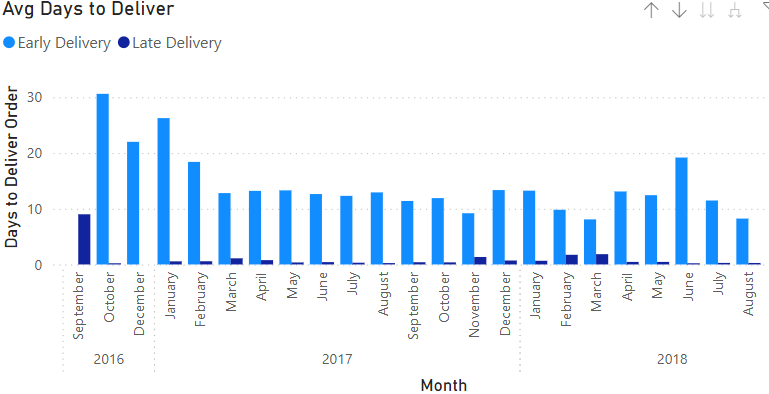 Avg Days to Deliver
Early Delivery Late Delivery
Days to Deliver Order
30
20
10
0
September
October
December
January
February
March
April
May
June
July
August
September
October
November
December
January
February
March
April
May
June
July
August
2016 2017 2018
Month